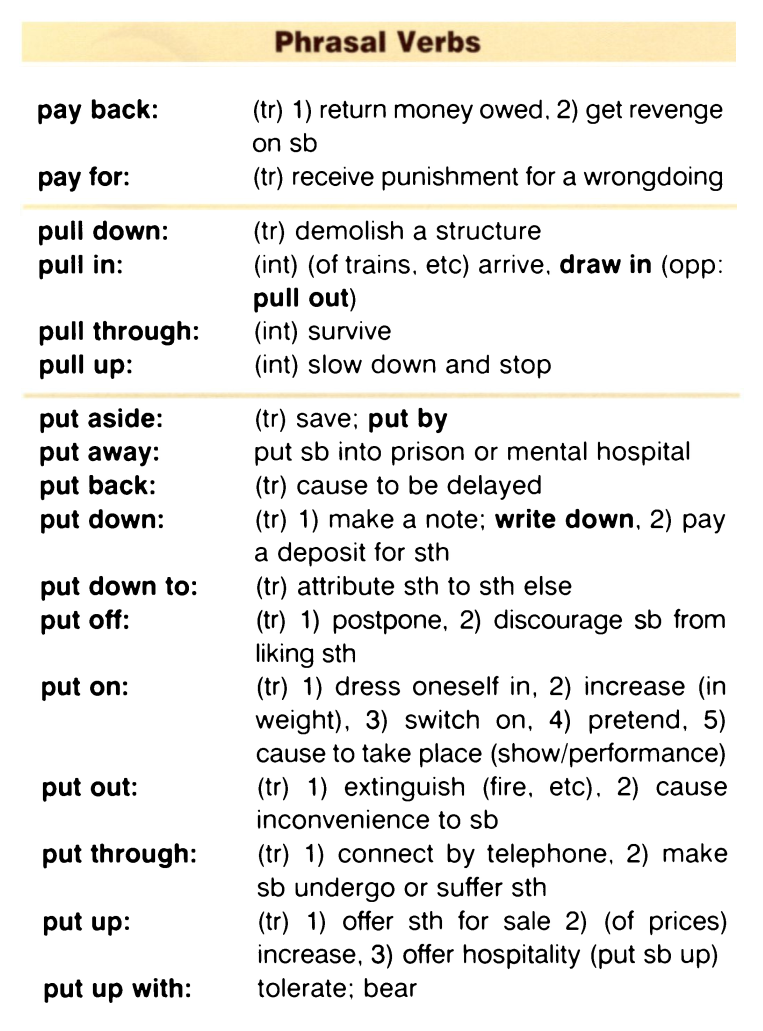 Phrasal Verbs
pay back: (tr) 1) return money owed, 2) get revenge
on sb
pay for: (tr) receive punishment for a wrongdoing
pull down: (tr) demolish a structure
pull in: (int) (of trains, etc) arrive, draw in (opp:
pull out)
pull through: (int) survive
pull up: (int) slow down and stop
put aside: (tr) save; put by
put away: put sb into prison or mental hospital
put back: (tr) cause to be delayed
put down: (tr) 1) make a note; write down, 2) pay
a deposit for sth
put down to: (tr) attribute sth to sth else
put off: (tr) 1) postpone, 2) discourage sb from
liking sth
put on: (tr) 1) dress oneself in, 2) increase (in
weight), 3) switch on, 4) pretend, 5)
cause to take place (show/performance)
put out: (tr) 1) extinguish (fire, etc), 2) cause
inconvenience to sb
put through: (tr) 1) connect by telephone, 2) make
sb undergo or suffer sth
put up: (tr) 1) offer sth for sale 2) (of prices)
increase, 3) offer hospitality (put sb up)
put up with: tolerate; bear